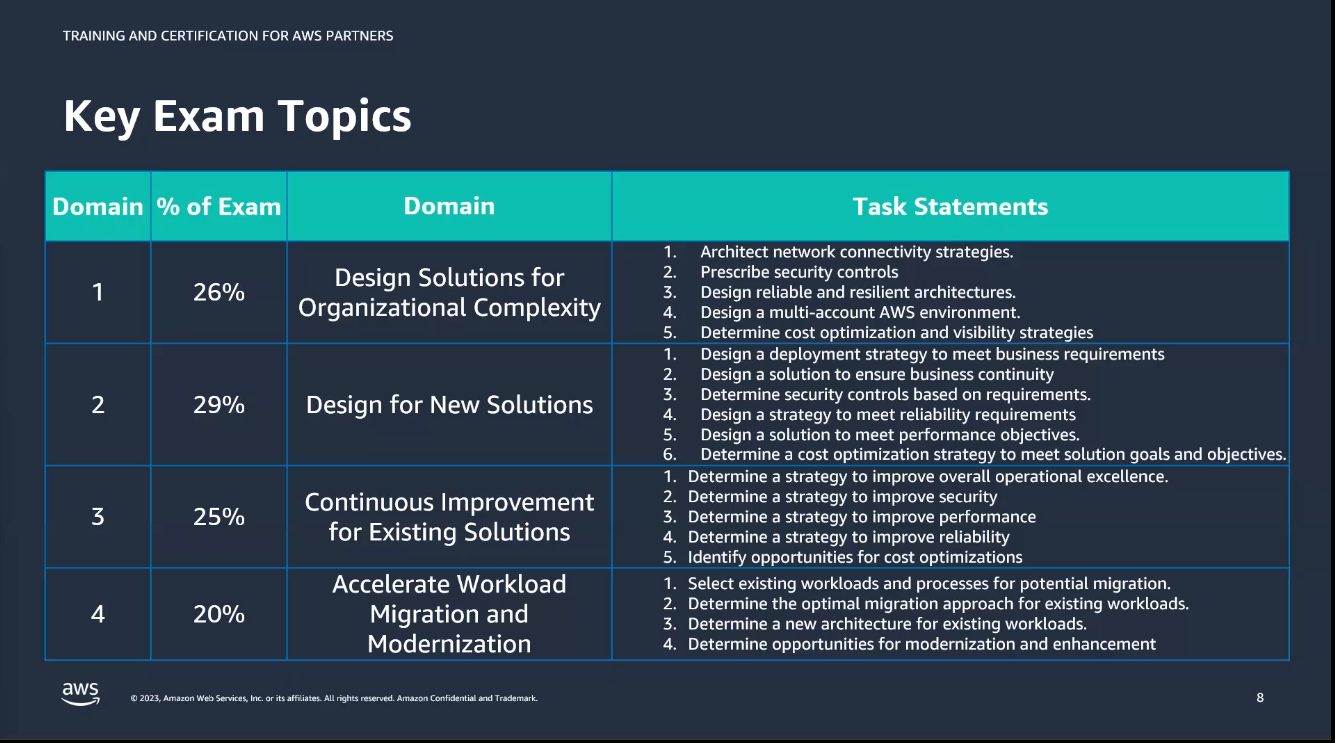 TRAINING AND CERTIFICATION FOR AWS PARTNERS
Key Exam Topics
Domain % of Exam Domain Task Statements
1 26% Design Solutions for
Organizational Complexity
1. Architect network connectivity strategies.
2. Prescribe security controls
3. Design reliable and resilient architectures.
4. Design a multi-account AWS environment.
5. Determine cost optimization and visibility strategies
2 29% Design for New Solutions
1. Design a deployment strategy to meet business requirements
2. Design a solution to ensure business continuity
3. Determine security controls based on requirements.
4. Design a strategy to meet reliability requirements
5. Design a solution to meet performance objectives.
6. Determine a cost optimization strategy to meet solution goals and objectives.
3 25% Continuous Improvement
for Existing Solutions
1. Determine a strategy to improve overall operational excellence.
2. Determine a strategy to improve security
3. Determine a strategy to improve performance
4. Determine a strategy to improve reliability
5. Identify opportunities for cost optimizations
4 20% Accelerate Workload
Migration and
Modernization
1. Select existing workloads and processes for potential migration.
2. Determine the optimal migration approach for existing workloads.
3. Determine a new architecture for existing workloads.
4. Determine opportunities for modernization and enhancement
aws © 2023, Amazon Web Services, Inc. or its affiliates. All rights reserved. Amazon Confidential and Trademark. 8